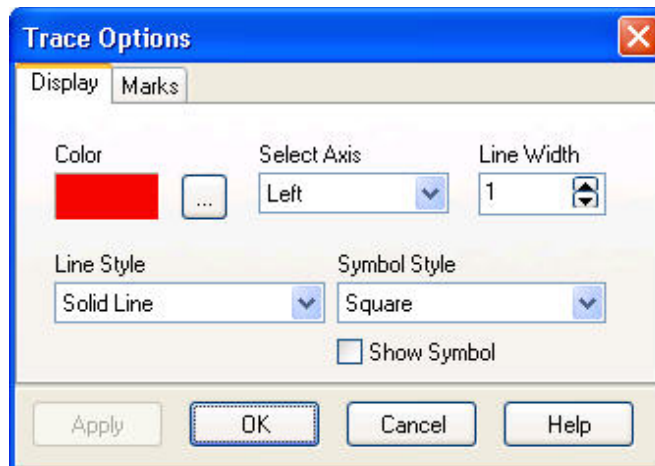 Trace Options
Display Marks
Color Select Axis Line Width
... Left 1
Line Style Symbol Style
Solid Line Square
Show Symbol
Apply OK Cancel Help